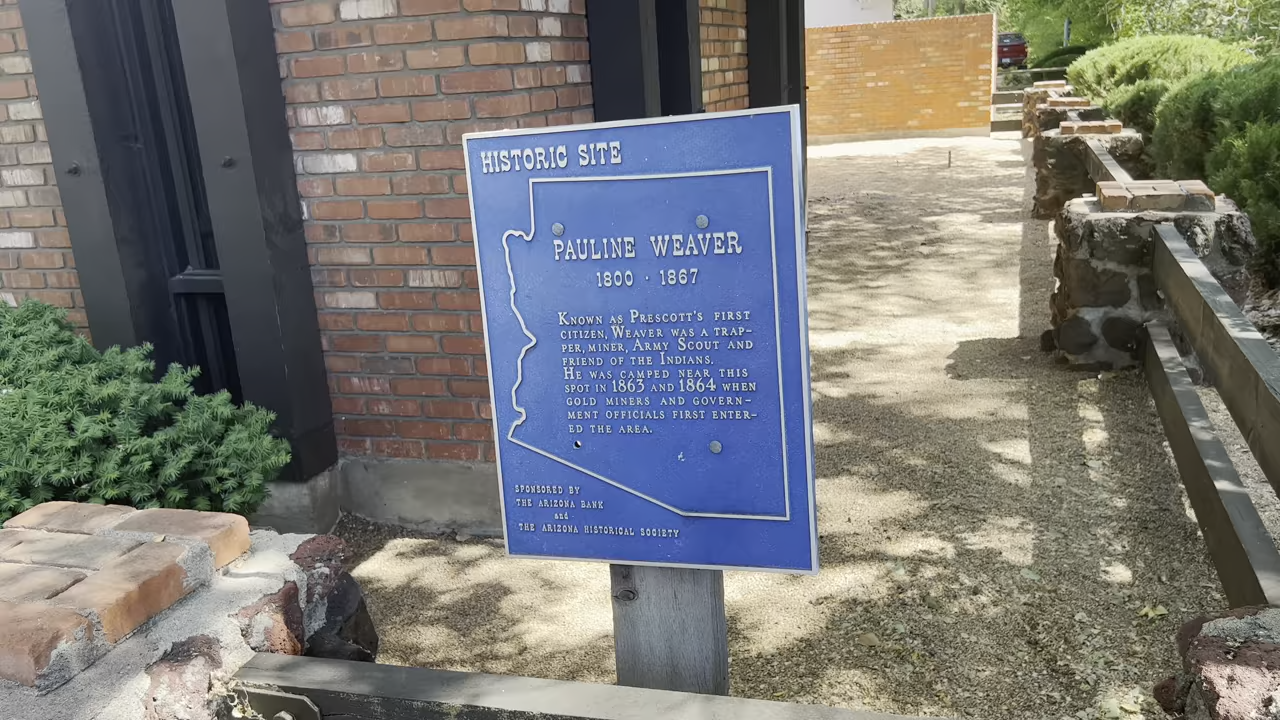 HISTORIC SITE
PAULINE WEAVER
1800 · 1867
KNOWN AS PRESCOTT'S FIRST
CITIZEN, WEAVER WAS A TRAP-
PER, MINER, ARMY SCOUT AND
FRIEND OF THE INDIANS.
HE WAS CAMPED NEAR THIS
SPOT IN 1863 AND 1864 WHEN
GOLD MINERS AND GOVERN-
MENT OFFICIALS FIRST ENTER-
ED THE AREA.
SPONSORED BY
THE ARIZONA BANK
and
THE ARIZONA HISTORICAL SOCIETY